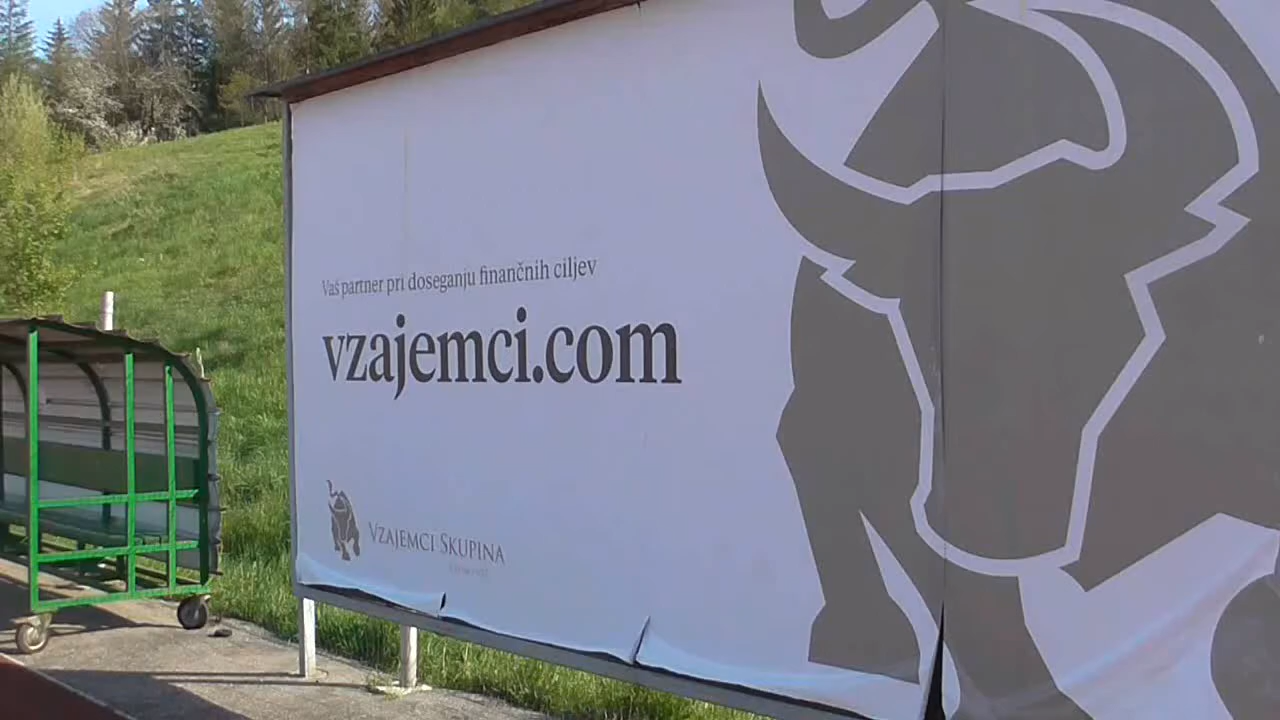 Vaš partner pri doseganju finančnih ciljev
vzajemci.com
Vzajemci Skupina